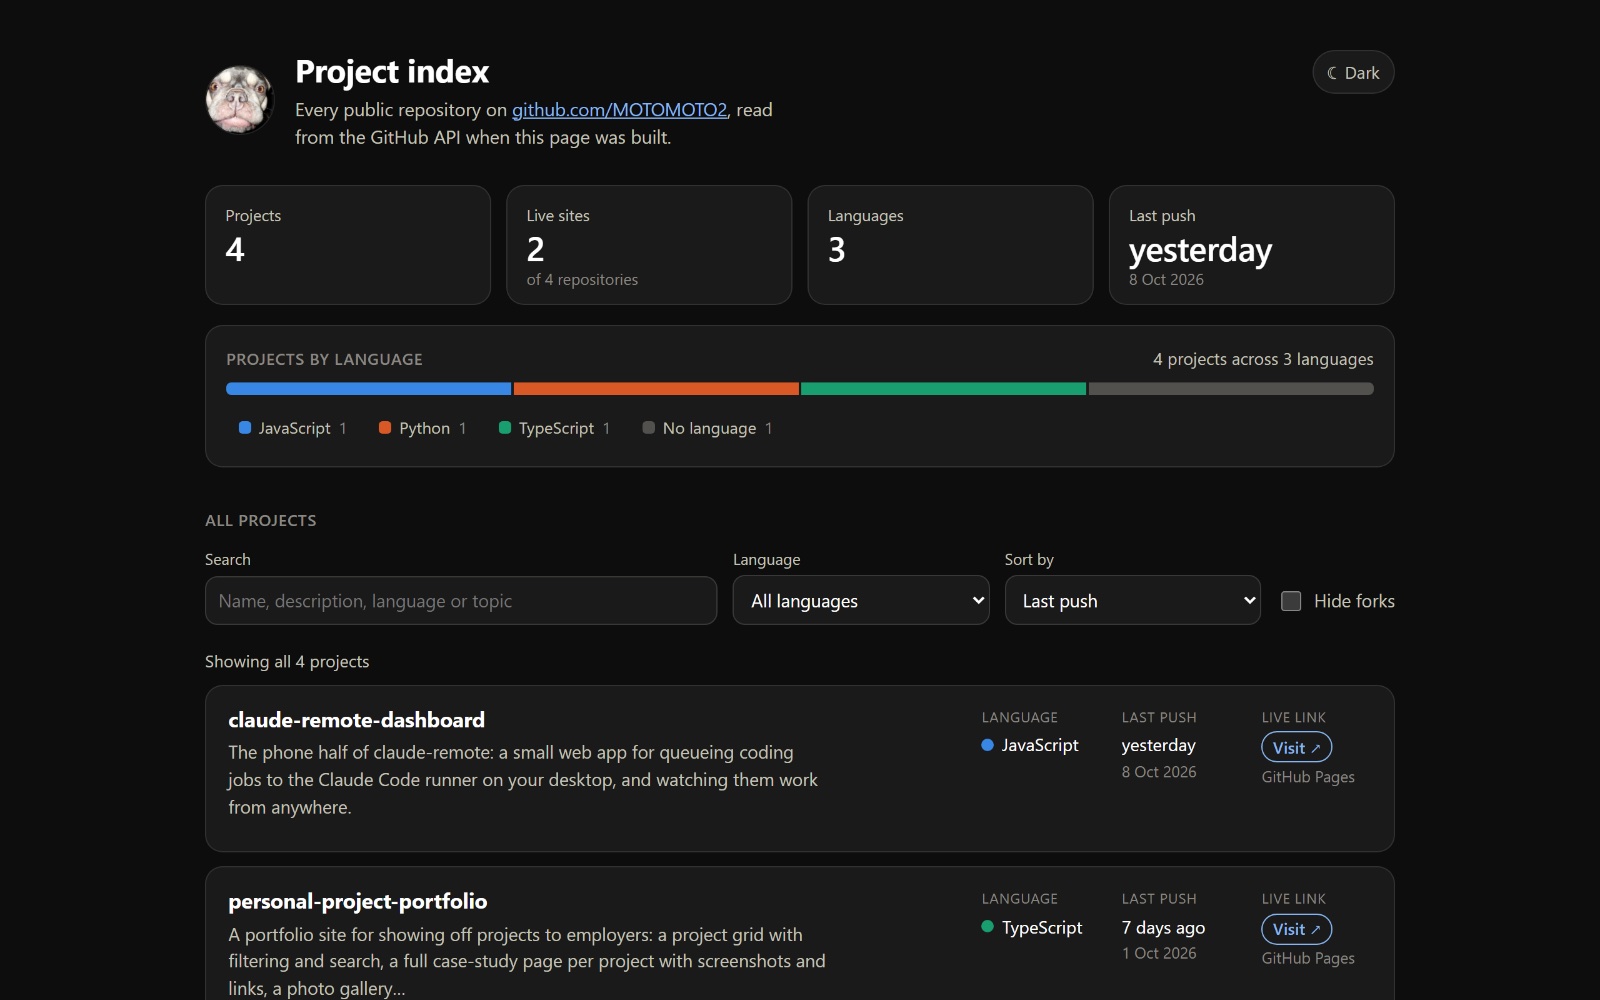 Project index
Dark
Every public repository on github.com/MOTOMOTO2, read
from the GitHub API when this page was built.
Projects
4
Live sites
2
of 4 repositories
Languages
3
Last push
yesterday
8 Oct 2026
PROJECTS BY LANGUAGE
4 projects across 3 languages
JavaScript 1
Python 1
TypeScript 1
No language 1
ALL PROJECTS
Search
Name, description, language or topic
Language
All languages
Sort by
Last push
Hide forks
Showing all 4 projects
claude-remote-dashboard
The phone half of claude-remote: a small web app for queueing coding
jobs to the Claude Code runner on your desktop, and watching them work
from anywhere.
LANGUAGE
JavaScript
LAST PUSH
yesterday
8 Oct 2026
LIVE LINK
Visit ↗
GitHub Pages
personal-project-portfolio
A portfolio site for showing off projects to employers: a project grid with
filtering and search, a full case-study page per project with screenshots and
links, a photo gallery…
LANGUAGE
TypeScript
LAST PUSH
7 days ago
1 Oct 2026
LIVE LINK
Visit ↗
GitHub Pages